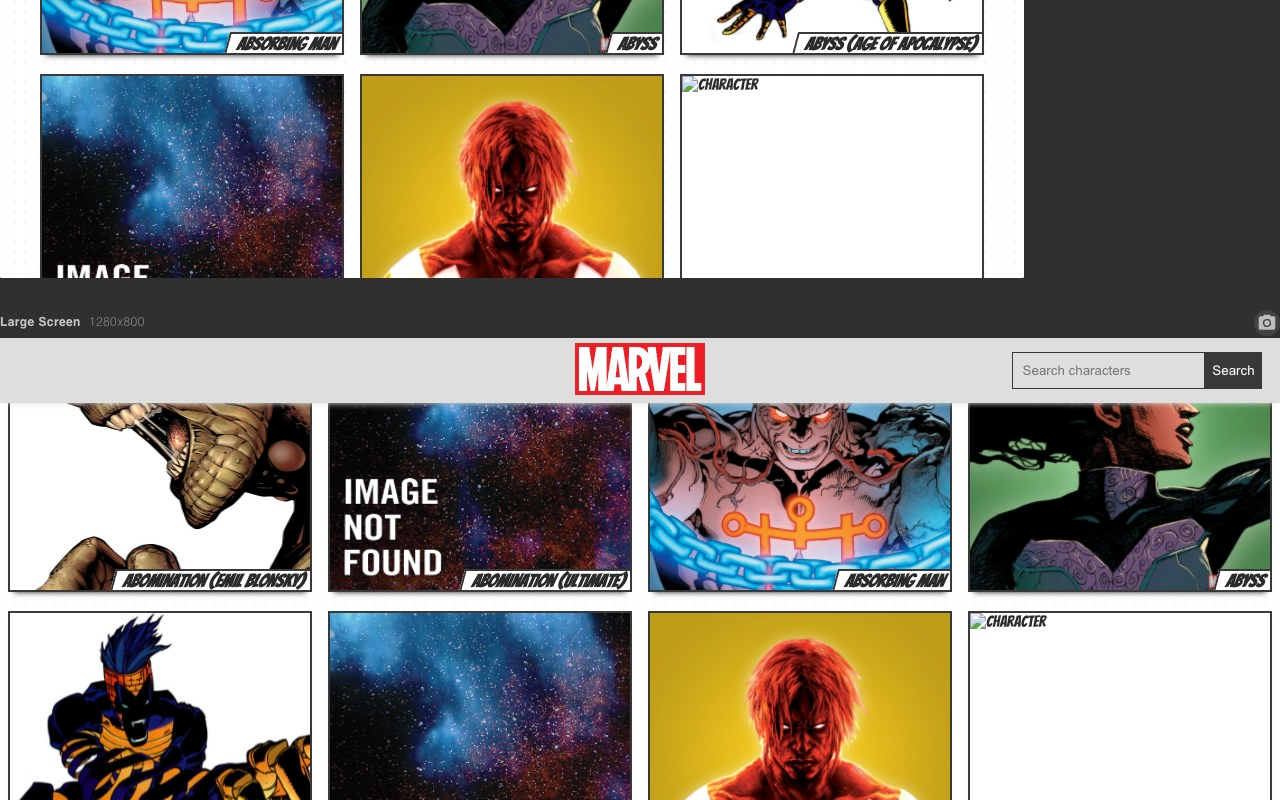 ABSORBING MAN
ABYSS
ABYSS (AGE OF APOCALYPSE)
CHARACTER
IMAGE
Large Screen 1280x800
MARVEL
Search characters
Search
IMAGE
NOT
FOUND
ABOMINATION (EMIL BLONSKY)
ABOMINATION (ULTIMATE)
ABSORBING MAN
ABYSS
CHARACTER